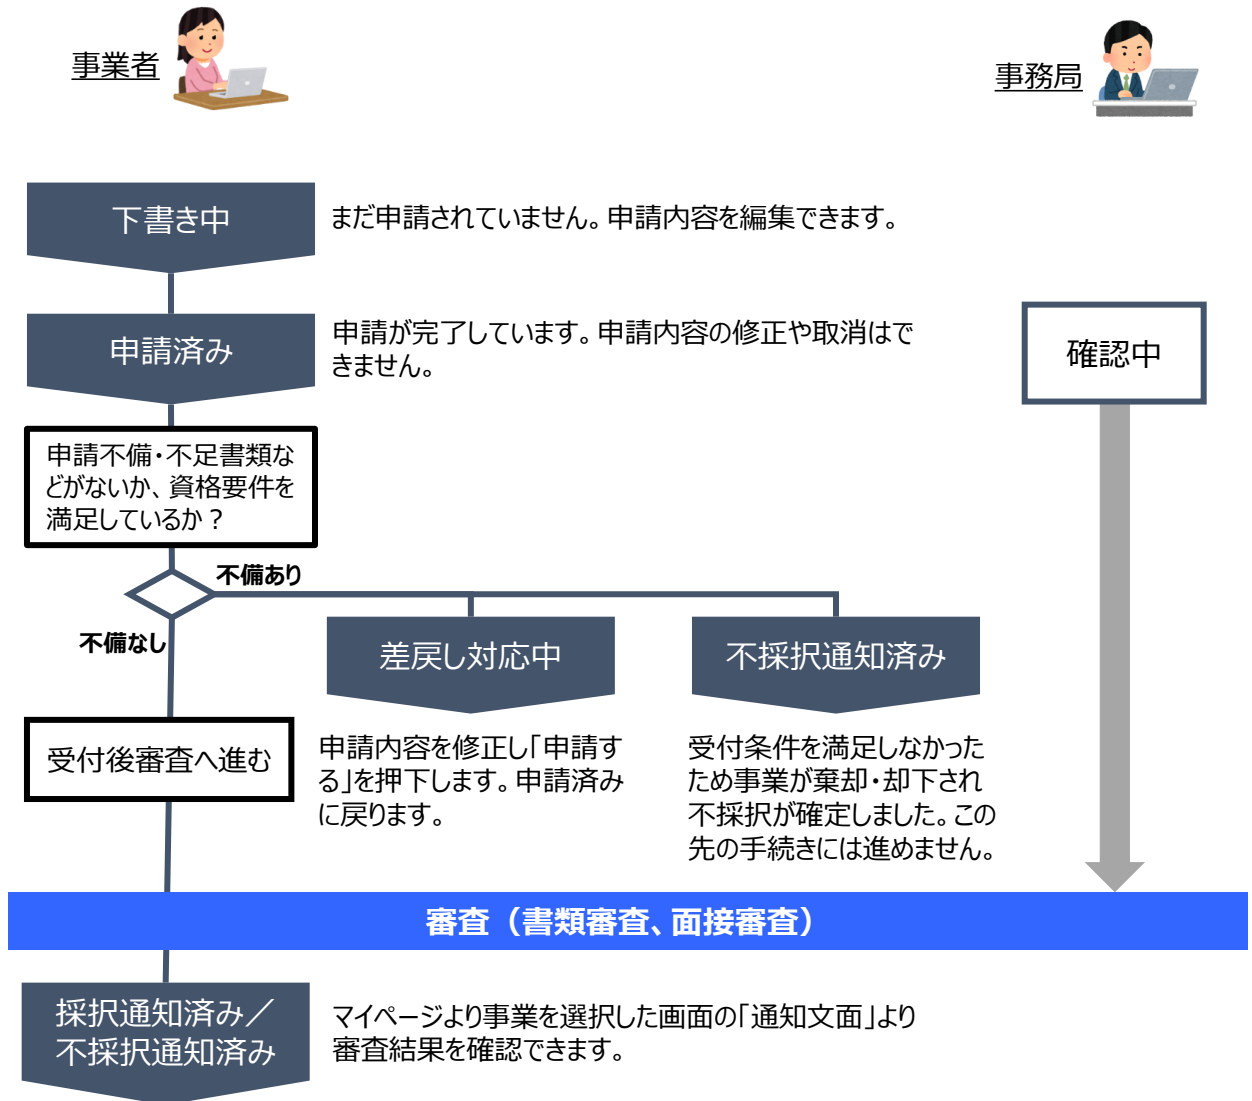 事業者
事務局
下書き中
まだ申請されていません。申請内容を編集できます。
申請済み
申請が完了しています。申請内容の修正や取消はで
きません。
確認中
申請不備・不足書類な
どがないか、資格要件を
満足しているか？
不備あり
不備なし
差戻し対応中
不採択通知済み
受付後審査へ進む
申請内容を修正し「申請す
る」を押下します。申請済み
に戻ります。
受付条件を満足しなかった
ため事業が棄却・却下され
不採択が確定しました。この
先の手続きには進めません。
審査（書類審査、面接審査）
採択通知済み／
不採択通知済み
マイページより事業を選択した画面の「通知文面」より
審査結果を確認できます。